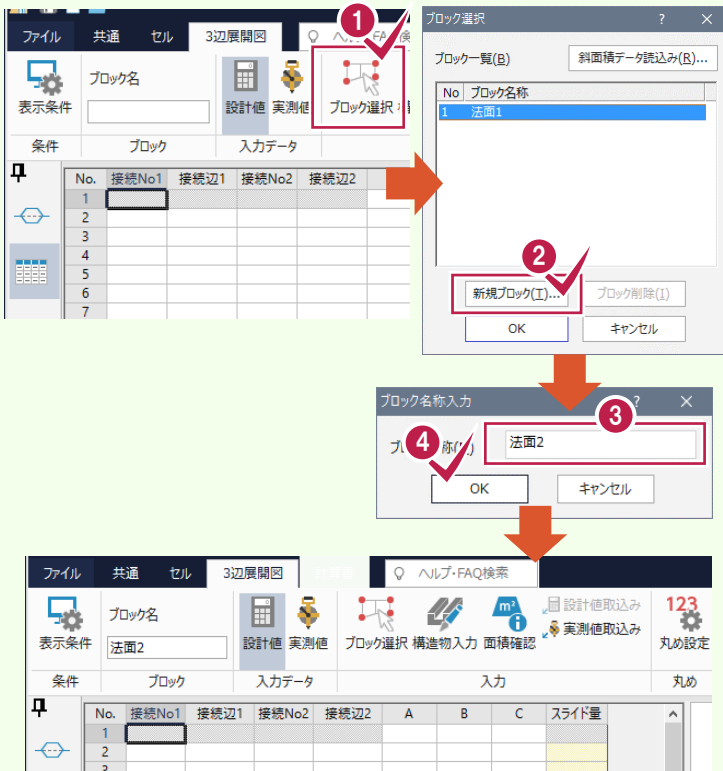 1
ファイル 共通 セル 3辺展開図
表示条件
ブロック名
設計値 実測値 ブロック選択
条件 ブロック 入力データ
No. 接続No1 接続辺1 接続No2 接続辺2
1
2
3
4
5
6
7
ブロック選択 ? ×
ブロック一覧(B) 斜面積データ読込み(R)...
No ブロック名称
1 法面1
2
新規ブロック(T)... ブロック削除(I)
OK キャンセル
ブロック名称入力 ? ×
3
4
法面2
OK キャンセル
ファイル 共通 セル 3辺展開図 ヘルプ・FAQ検索
表示条件
ブロック名
法面2
設計値 実測値 ブロック選択 構造物入力 m² 面積確認
設計値取込み
実測値取込み
123
丸め設定
条件 ブロック 入力データ 入力 丸め
No. 接続No1 接続辺1 接続No2 接続辺2 A B C スライド量
1
2
3